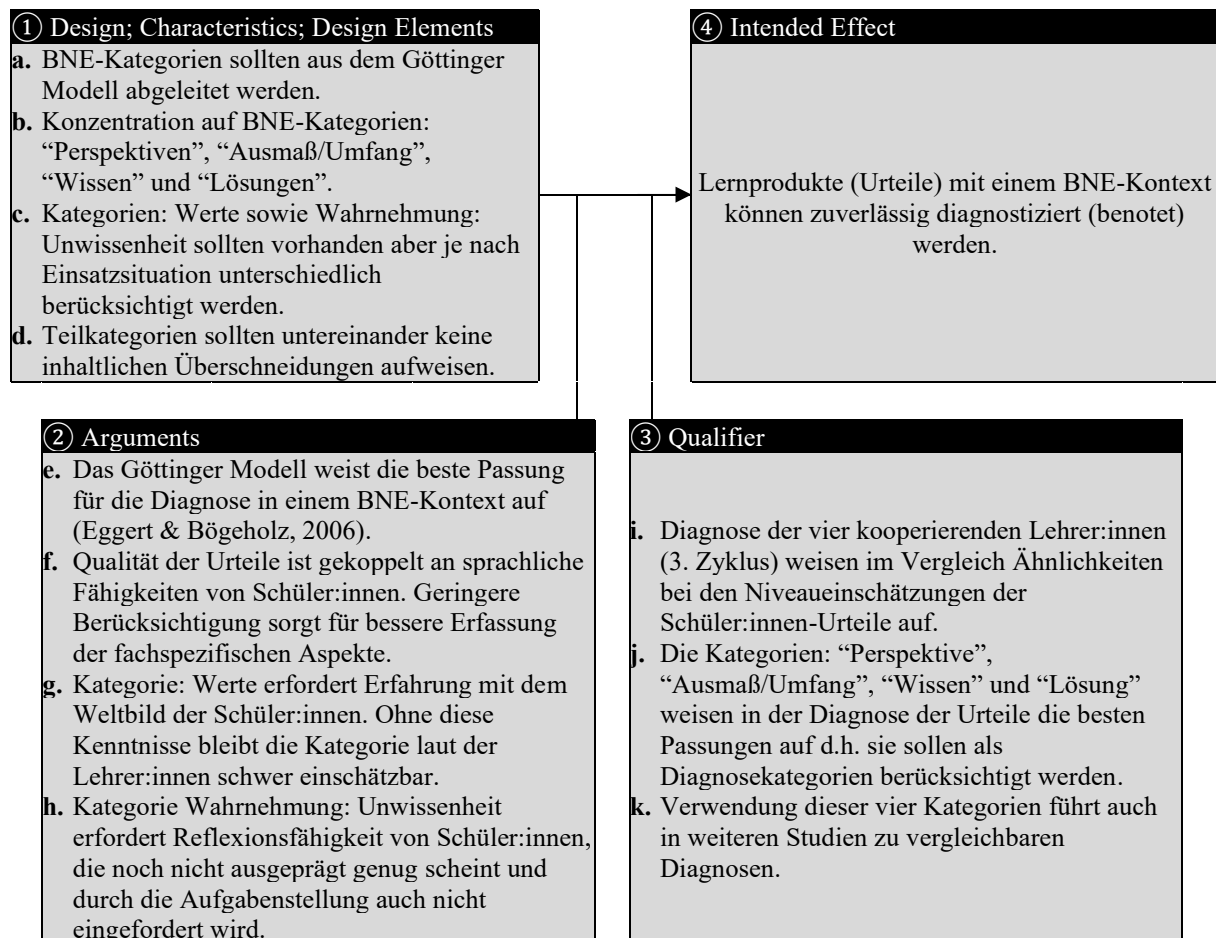 ① Design; Characteristics; Design Elements
a. BNE-Kategorien sollten aus dem Göttinger
Modell abgeleitet werden.
b. Konzentration auf BNE-Kategorien:
“Perspektiven”, “Ausmaß/Umfang”,
“Wissen” und “Lösungen”.
c. Kategorien: Werte sowie Wahrnehmung:
Unwissenheit sollten vorhanden aber je nach
Einsatzsituation unterschiedlich
berücksichtigt werden.
d. Teilkategorien sollten untereinander keine
inhaltlichen Überschneidungen aufweisen.
④ Intended Effect
Lernprodukte (Urteile) mit einem BNE-Kontext
können zuverlässig diagnostiziert (benotet)
werden.
② Arguments
e. Das Göttinger Modell weist die beste Passung
für die Diagnose in einem BNE-Kontext auf
(Eggert & Bögeholz, 2006).
f. Qualität der Urteile ist gekoppelt an sprachliche
Fähigkeiten von Schüler:innen. Geringere
Berücksichtigung sorgt für bessere Erfassung
der fachspezifischen Aspekte.
g. Kategorie: Werte erfordert Erfahrung mit dem
Weltbild der Schüler:innen. Ohne diese
Kenntnisse bleibt die Kategorie laut der
Lehrer:innen schwer einschätzbar.
h. Kategorie Wahrnehmung: Unwissenheit
erfordert Reflexionsfähigkeit von Schüler:innen,
die noch nicht ausgeprägt genug scheint und
durch die Aufgabenstellung auch nicht
eingefordert wird.
③ Qualifier
i. Diagnose der vier kooperierenden Lehrer:innen
(3. Zyklus) weisen im Vergleich Ähnlichkeiten
bei den Niveaueinschätzungen der
Schüler:innen-Urteile auf.
j. Die Kategorien: “Perspektive”,
“Ausmaß/Umfang”, “Wissen” und “Lösung”
weisen in der Diagnose der Urteile die besten
Passungen auf d.h. sie sollen als
Diagnosekategorien berücksichtigt werden.
k. Verwendung dieser vier Kategorien führt auch
in weiteren Studien zu vergleichbaren
Diagnosen.